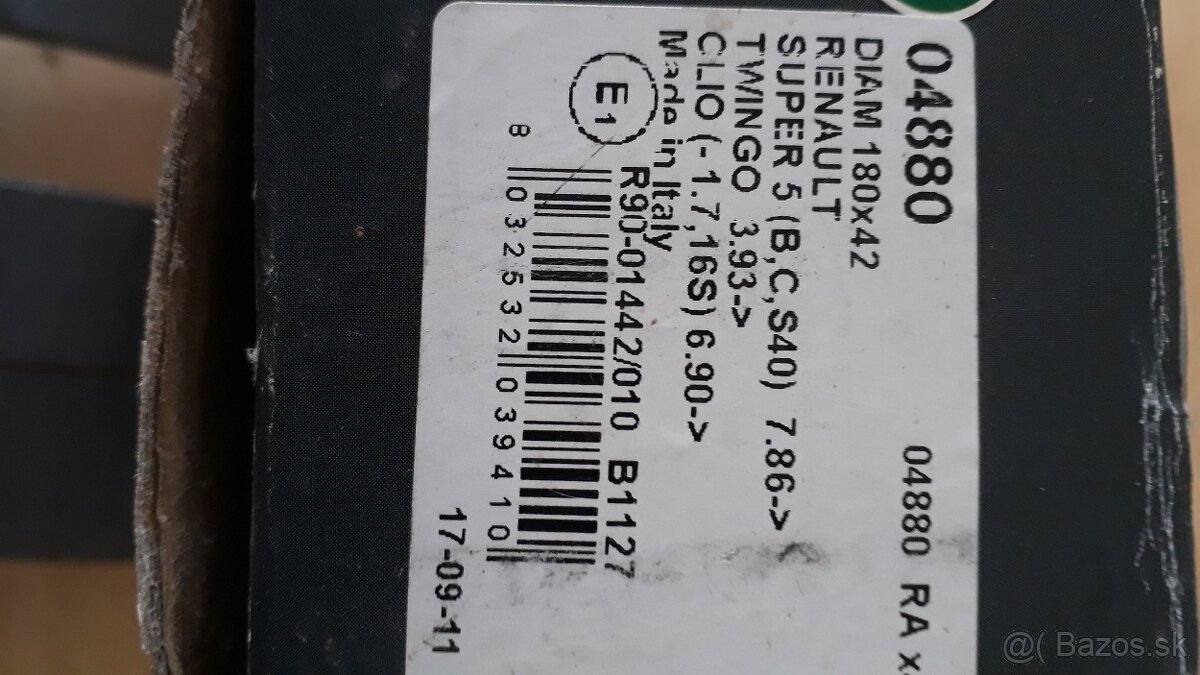 04880 04880 RA
DIAM 180x42
RENAULT
SUPER 5 (B,C,S40) 7.86->
TWINGO 3.93->
CLIO (-1.7,16S) 6.90->
Made in Italy
E1 R90-01442/010 B1127
8 032532 039410
17-09-11
@( Bazos.sk